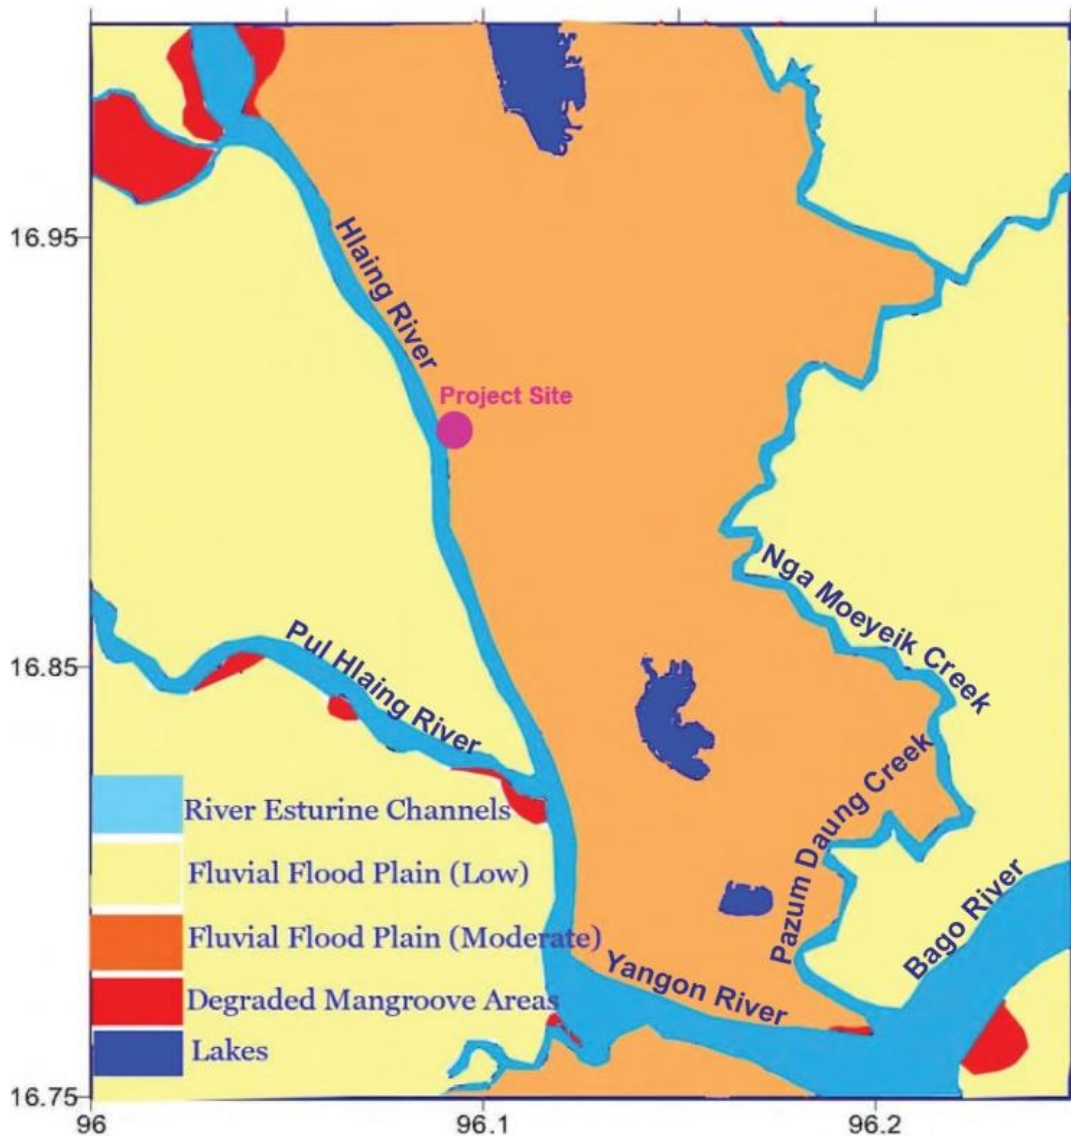 16.95
Hlaing River
Project Site
Nga Moeyeik Creek
16.85
Pul Hlaing River
Pazum Daung Creek
River Esturine Channels
Fluvial Flood Plain (Low)
Bago River
Fluvial Flood Plain (Moderate)
Yangon River
Degraded Mangroove Areas
Lakes
16.75
96
96.1
96.2